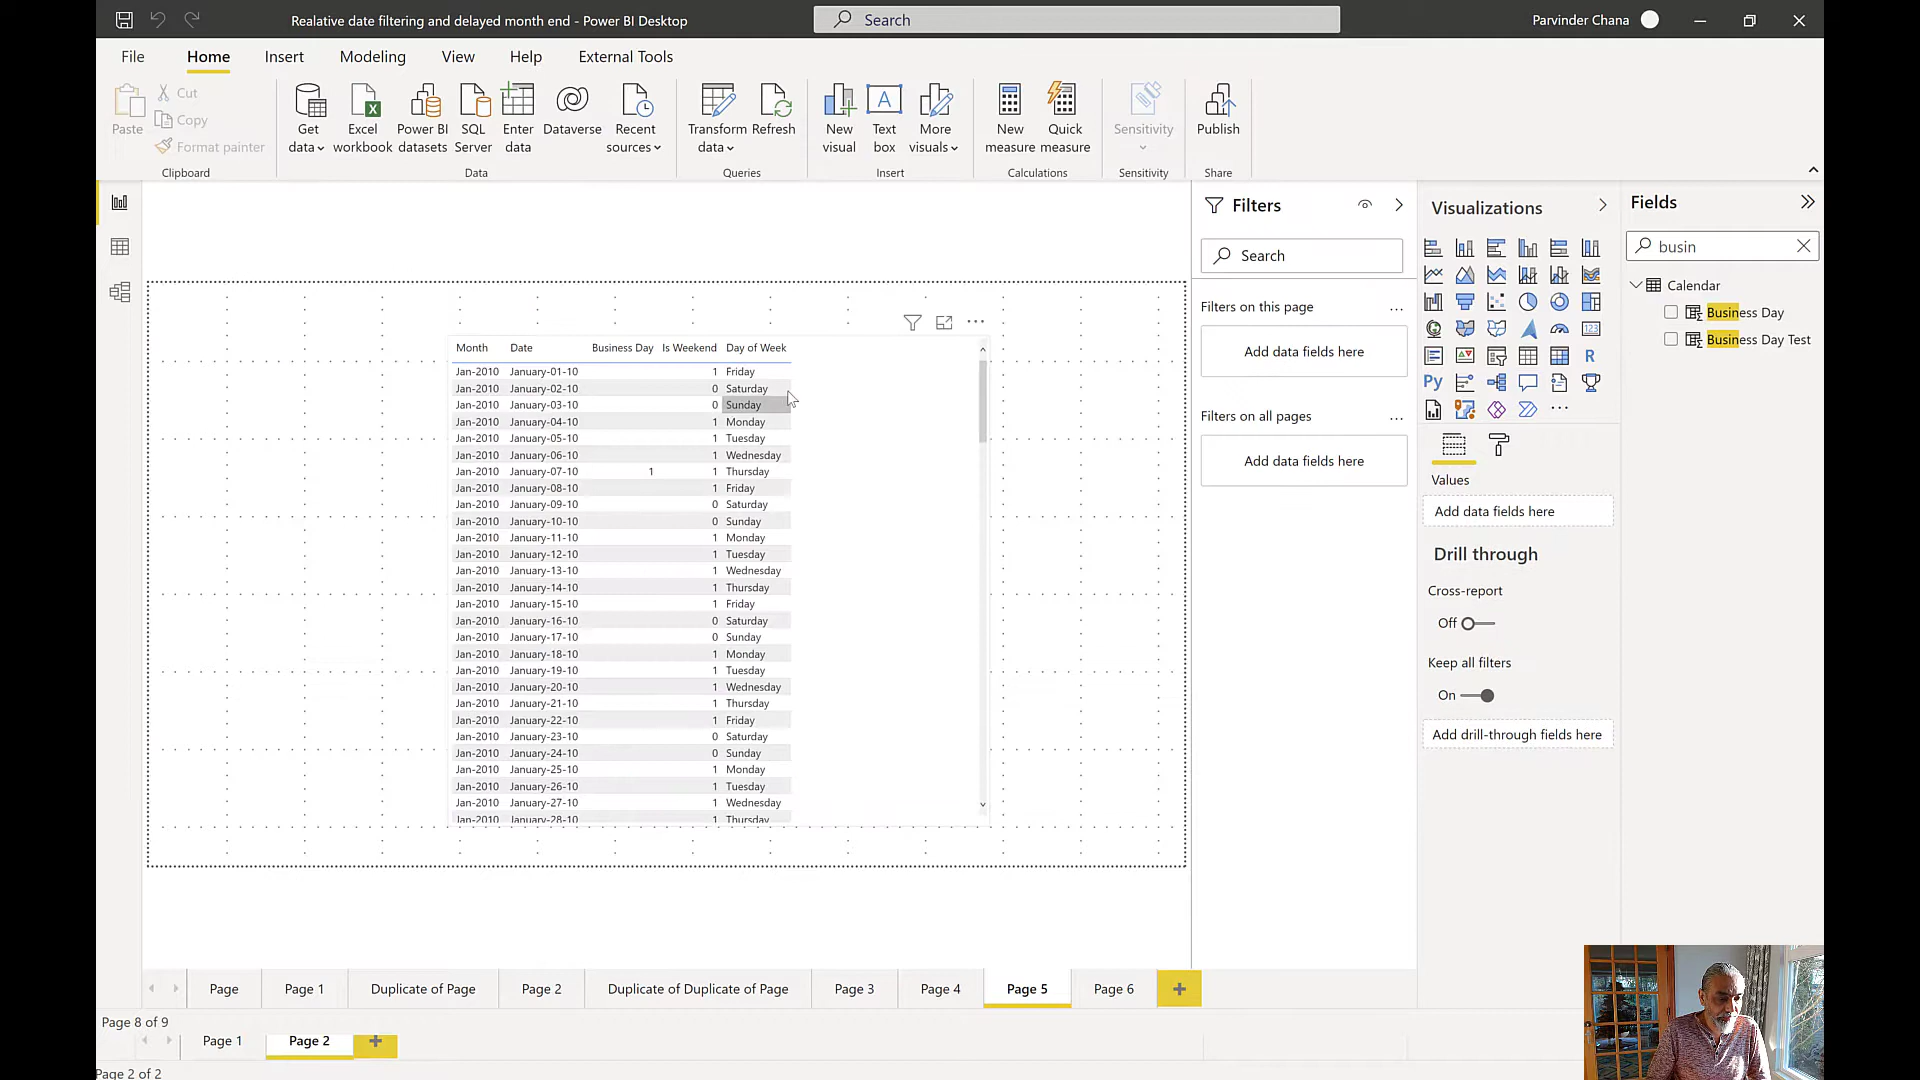 Realative date filtering and delayed month end - Power BI Desktop
Search
Parvinder Chana
File
Home
Insert
Modeling
View
Help
External Tools
Paste
Cut
Copy
Format painter
Get data
Excel workbook
Power BI datasets
SQL Server
Enter data
Dataverse
Recent sources
Transform data
Refresh
New visual
Text box
More visuals
New measure
Quick measure
Sensitivity
Publish
Clipboard
Data
Queries
Insert
Calculations
Sensitivity
Share
Month Date Business Day Is Weekend Day of Week
Jan-2010 January-01-10 1 Friday
Jan-2010 January-02-10 0 Saturday
Jan-2010 January-03-10 0 Sunday
Jan-2010 January-04-10 1 Monday
Jan-2010 January-05-10 1 Tuesday
Jan-2010 January-06-10 1 Wednesday
Jan-2010 January-07-10 1 1 Thursday
Jan-2010 January-08-10 1 Friday
Jan-2010 January-09-10 0 Saturday
Jan-2010 January-10-10 0 Sunday
Jan-2010 January-11-10 1 Monday
Jan-2010 January-12-10 1 Tuesday
Jan-2010 January-13-10 1 Wednesday
Jan-2010 January-14-10 1 Thursday
Jan-2010 January-15-10 1 Friday
Jan-2010 January-16-10 0 Saturday
Jan-2010 January-17-10 0 Sunday
Jan-2010 January-18-10 1 Monday
Jan-2010 January-19-10 1 Tuesday
Jan-2010 January-20-10 1 Wednesday
Jan-2010 January-21-10 1 Thursday
Jan-2010 January-22-10 1 Friday
Jan-2010 January-23-10 0 Saturday
Jan-2010 January-24-10 0 Sunday
Jan-2010 January-25-10 1 Monday
Jan-2010 January-26-10 1 Tuesday
Jan-2010 January-27-10 1 Wednesday
Jan-2010 January-28-10 1 Thursday
Filters
Search
Filters on this page ...
Add data fields here
Filters on all pages ...
Add data fields here
Visualizations
R
Py
123
Values
Add data fields here
Drill through
Cross-report
Off
Keep all filters
On
Add drill-through fields here
Fields
busin
Calendar
Business Day
Business Day Test
Page
Page 1
Duplicate of Page
Page 2
Duplicate of Duplicate of Page
Page 3
Page 4
Page 5
Page 6
+
Page 8 of 9
Page 1
Page 2
+
Page 2 of 2